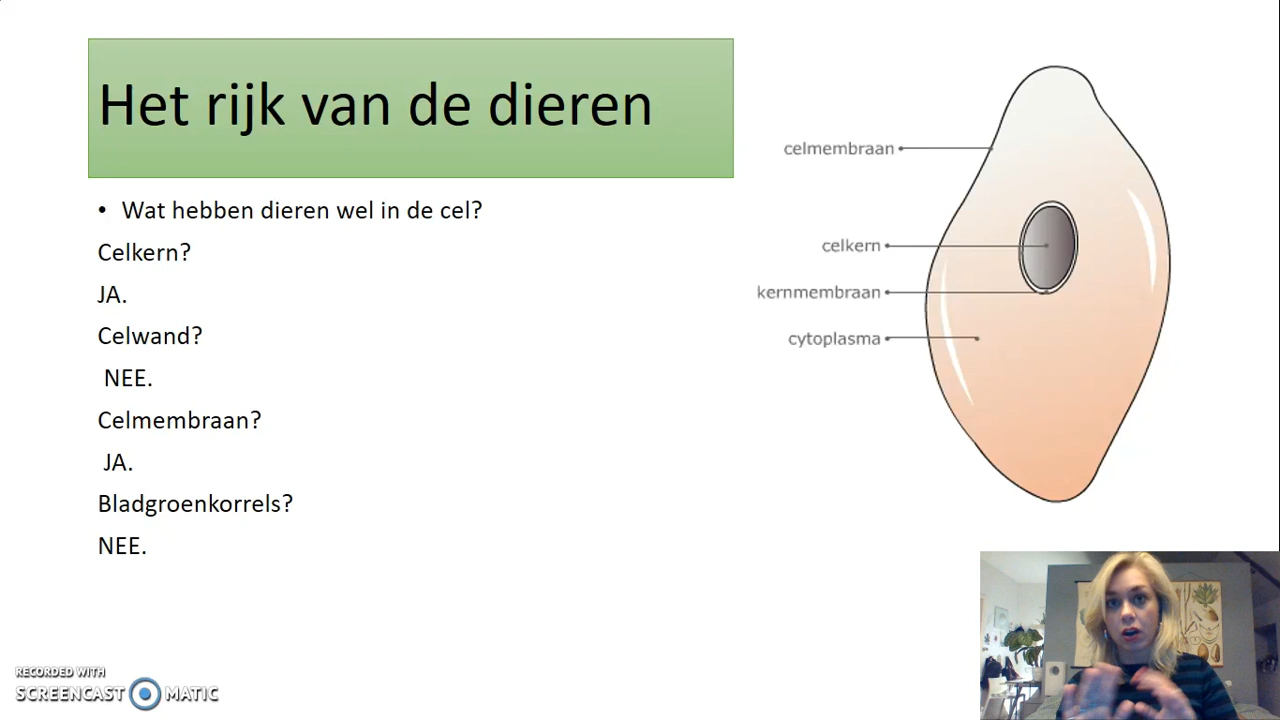 Het rijk van de dieren
• Wat hebben dieren wel in de cel?
Celkern?
JA.
Celwand?
NEE.
Celmembraan?
JA.
Bladgroenkorrels?
NEE.
celmembraan
celkern
kernmembraan
cytoplasma
RECORDED WITH
SCREENCAST MATIC